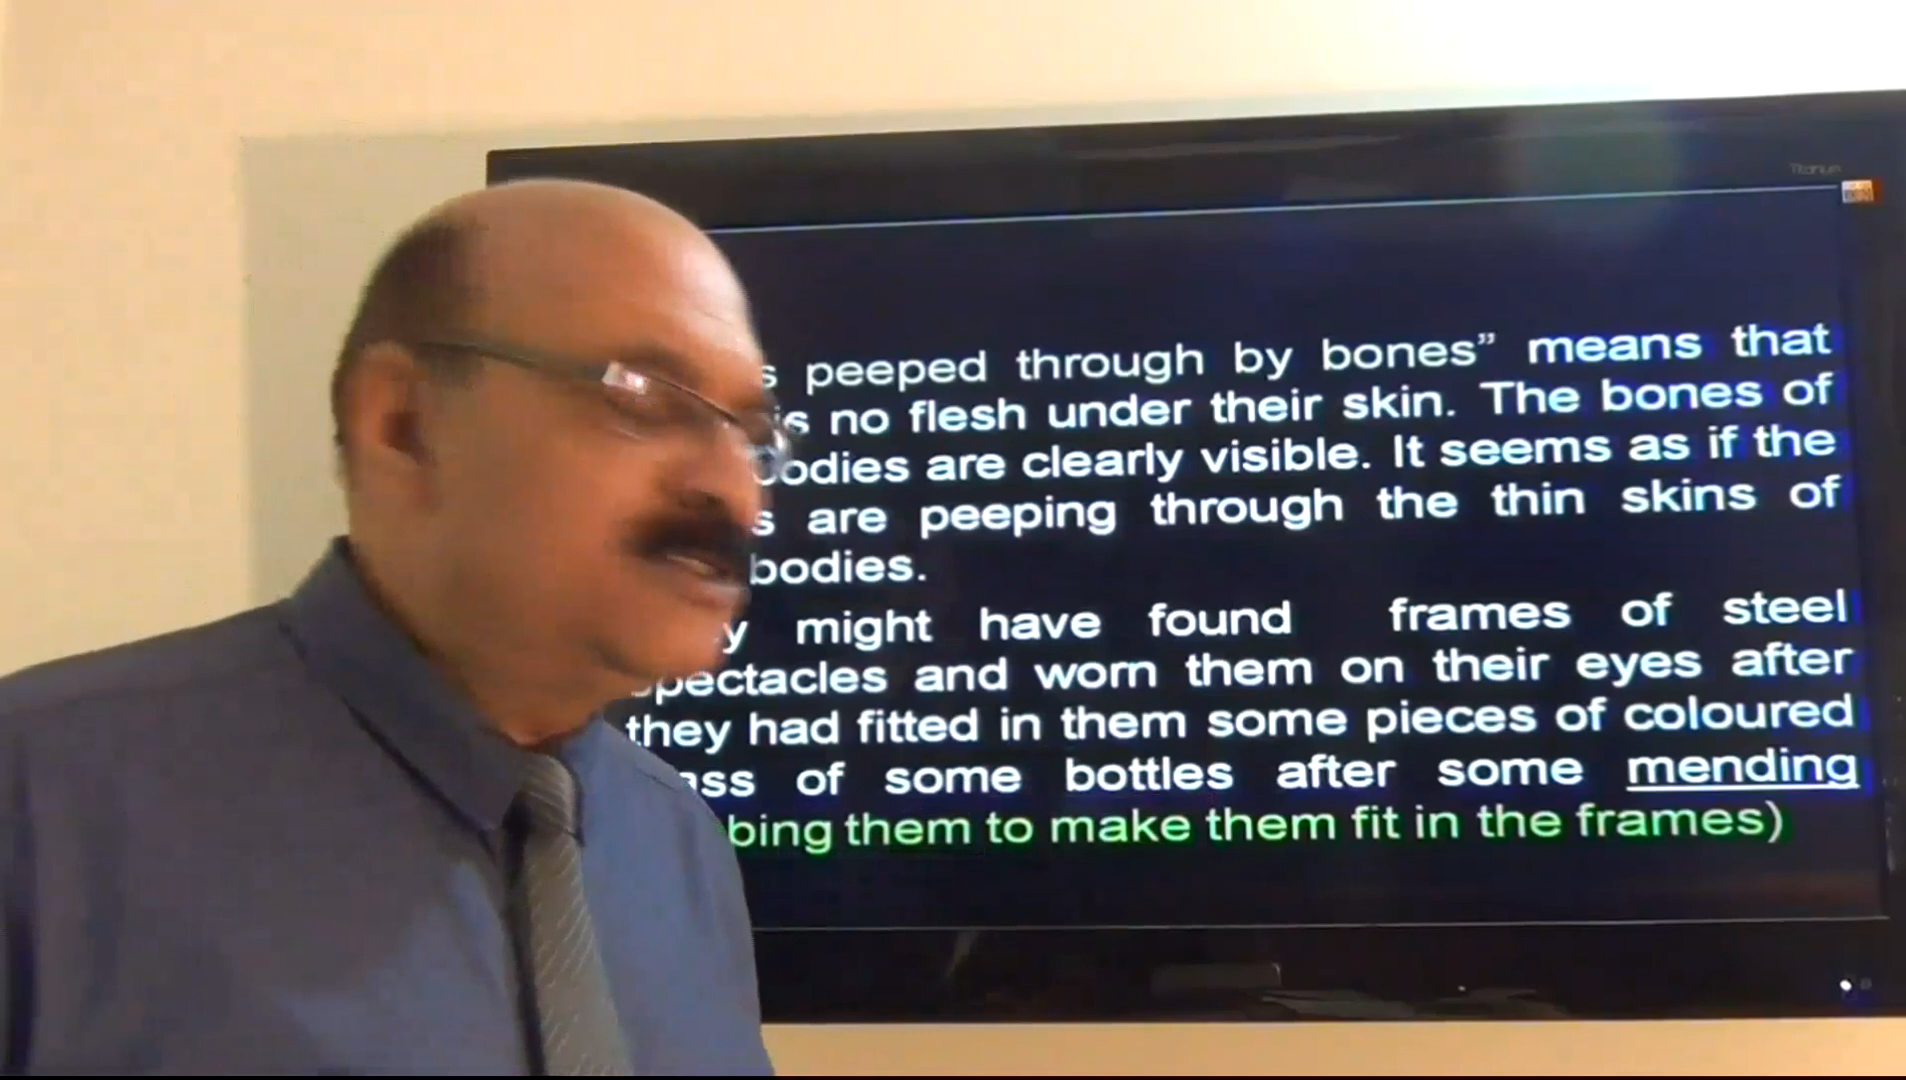 Titanium
peeped through by bones” means that
is no flesh under their skin. The bones of
bodies are clearly visible. It seems as if the
are peeping through the thin skins of
bodies.
might have found frames of steel
spectacles and worn them on their eyes after
they had fitted in them some pieces of coloured
of some bottles after some mending
them to make them fit in the frames)